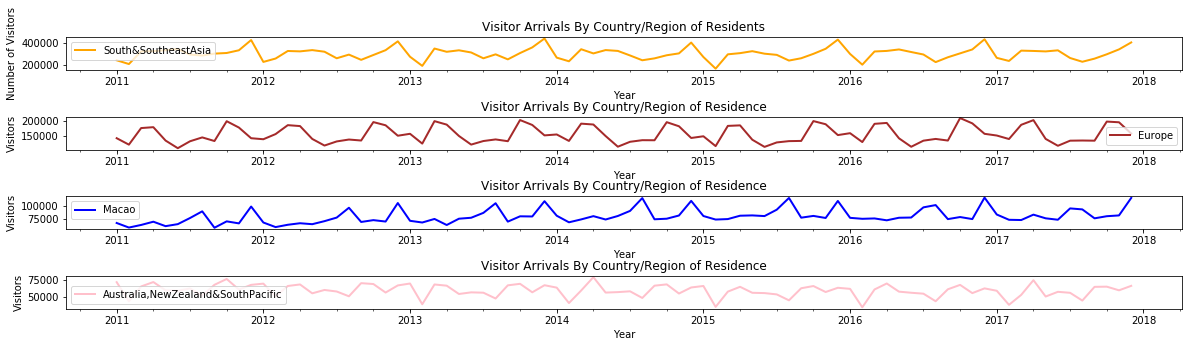 Visitor Arrivals By Country/Region of Residents
Number of Visitors
400000
200000
South&SoutheastAsia
2011 2012 2013 2014 2015 2016 2017 2018
Year
Visitor Arrivals By Country/Region of Residence
Visitors
200000
150000
Europe
2011 2012 2013 2014 2015 2016 2017 2018
Year
Visitor Arrivals By Country/Region of Residence
Visitors
100000
75000
Macao
2011 2012 2013 2014 2015 2016 2017 2018
Year
Visitor Arrivals By Country/Region of Residence
Visitors
75000
50000
Australia,NewZealand&SouthPacific
2011 2012 2013 2014 2015 2016 2017 2018
Year